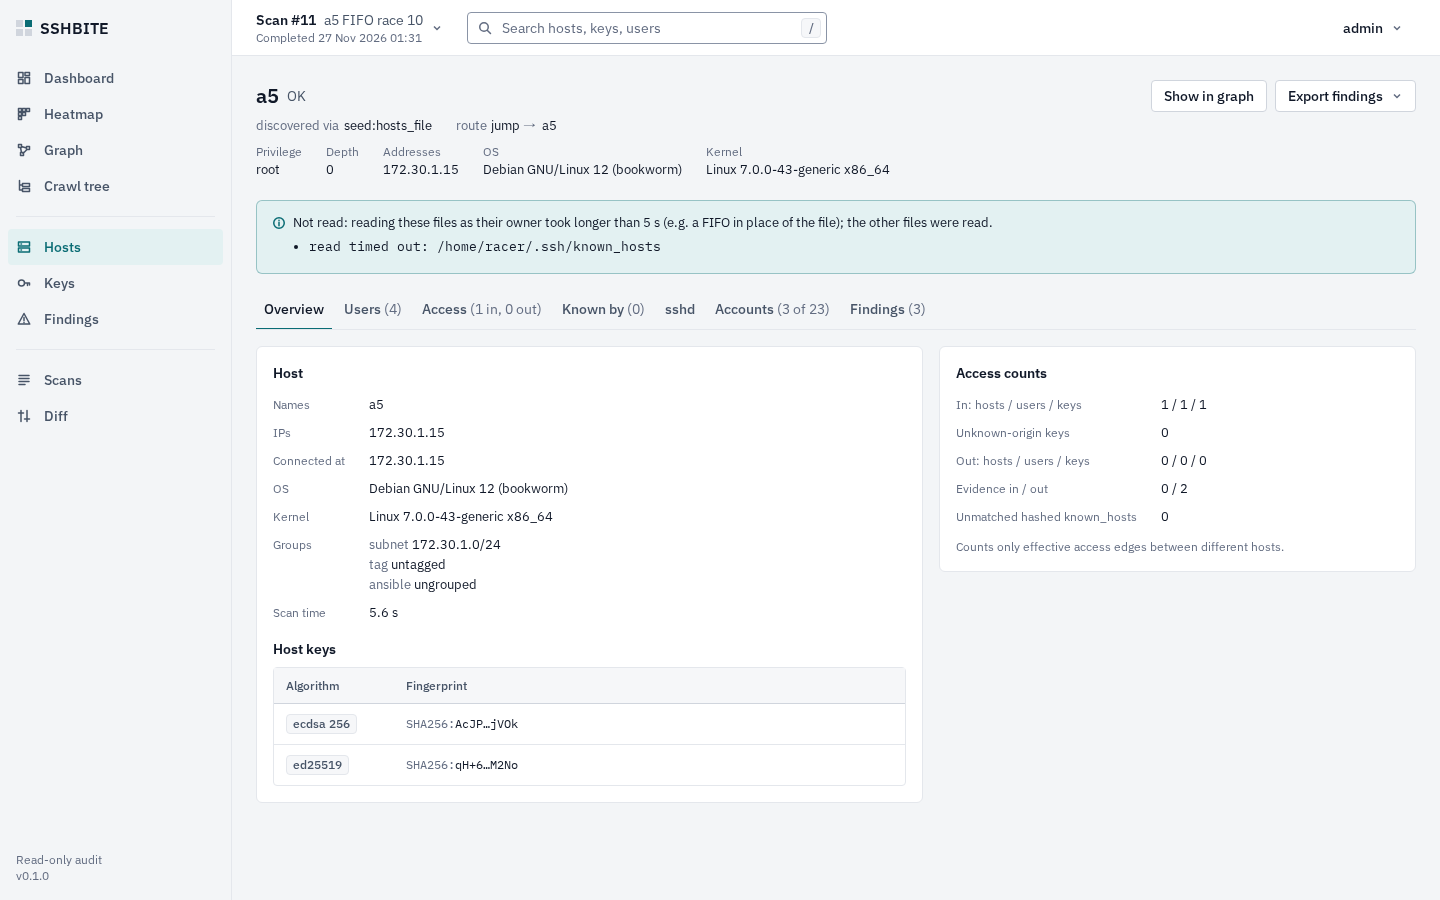 SSHBITE
Dashboard
Heatmap
Graph
Crawl tree
Hosts
Keys
Findings
Scans
Diff
Read-only audit
v0.1.0
Scan #11 a5 FIFO race 10
Completed 27 Nov 2026 01:31
Search hosts, keys, users /
admin
a5 OK
Show in graph
Export findings
discovered via seed:hosts_file route jump → a5
Privilege Depth Addresses OS Kernel
root 0 172.30.1.15 Debian GNU/Linux 12 (bookworm) Linux 7.0.0-43-generic x86_64
Not read: reading these files as their owner took longer than 5 s (e.g. a FIFO in place of the file); the other files were read.
• read timed out: /home/racer/.ssh/known_hosts
Overview Users (4) Access (1 in, 0 out) Known by (0) sshd Accounts (3 of 23) Findings (3)
Host
Names a5
IPs 172.30.1.15
Connected at 172.30.1.15
OS Debian GNU/Linux 12 (bookworm)
Kernel Linux 7.0.0-43-generic x86_64
Groups subnet 172.30.1.0/24
tag untagged
ansible ungrouped
Scan time 5.6 s
Host keys
Algorithm Fingerprint
ecdsa 256 SHA256:AcJP…jVOk
ed25519 SHA256:qH+6…M2No
Access counts
In: hosts / users / keys 1 / 1 / 1
Unknown-origin keys 0
Out: hosts / users / keys 0 / 0 / 0
Evidence in / out 0 / 2
Unmatched hashed known_hosts 0
Counts only effective access edges between different hosts.